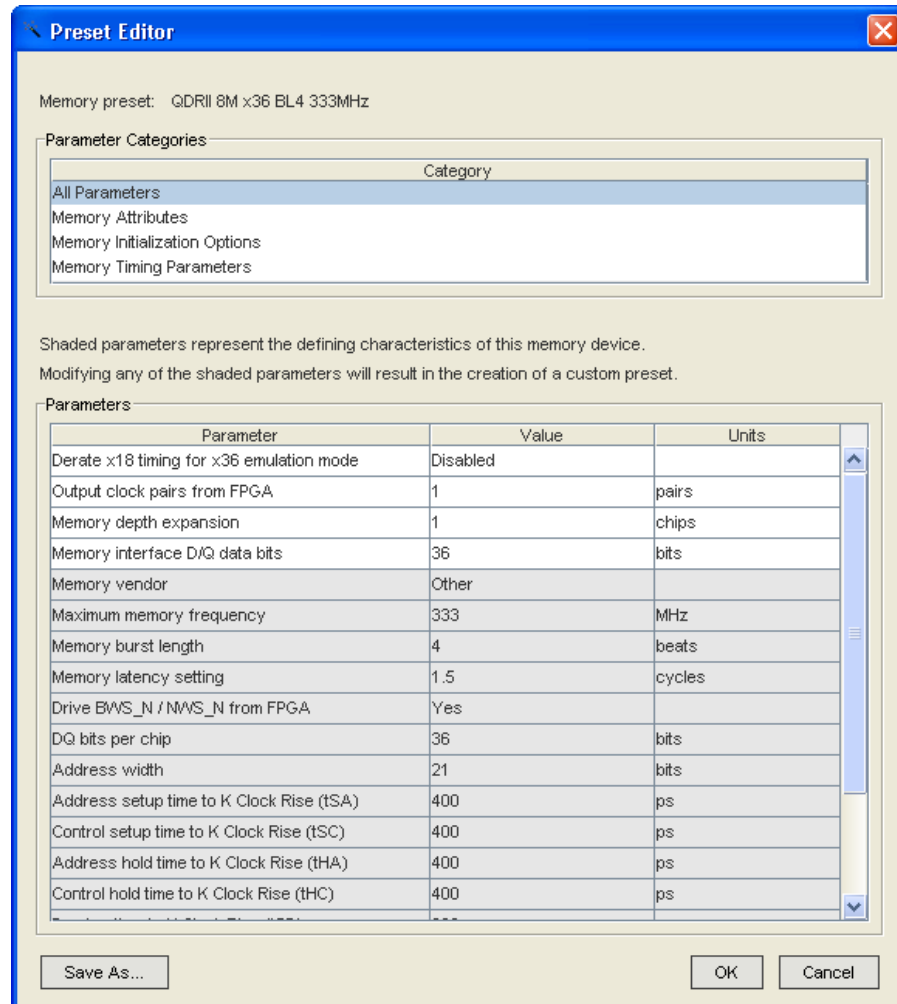 Preset Editor
Memory preset: QDRII 8M x36 BL4 333MHz
Parameter Categories
Category
All Parameters
Memory Attributes
Memory Initialization Options
Memory Timing Parameters
Shaded parameters represent the defining characteristics of this memory device.
Modifying any of the shaded parameters will result in the creation of a custom preset.
Parameters
Parameter Value Units
Derate x18 timing for x36 emulation mode Disabled
Output clock pairs from FPGA 1 pairs
Memory depth expansion 1 chips
Memory interface D/Q data bits 36 bits
Memory vendor Other
Maximum memory frequency 333 MHz
Memory burst length 4 beats
Memory latency setting 1.5 cycles
Drive BWS_N / NWS_N from FPGA Yes
DQ bits per chip 36 bits
Address width 21 bits
Address setup time to K Clock Rise (tSA) 400 ps
Control setup time to K Clock Rise (tSC) 400 ps
Address hold time to K Clock Rise (tHA) 400 ps
Control hold time to K Clock Rise (tHC) 400 ps
Save As... OK Cancel